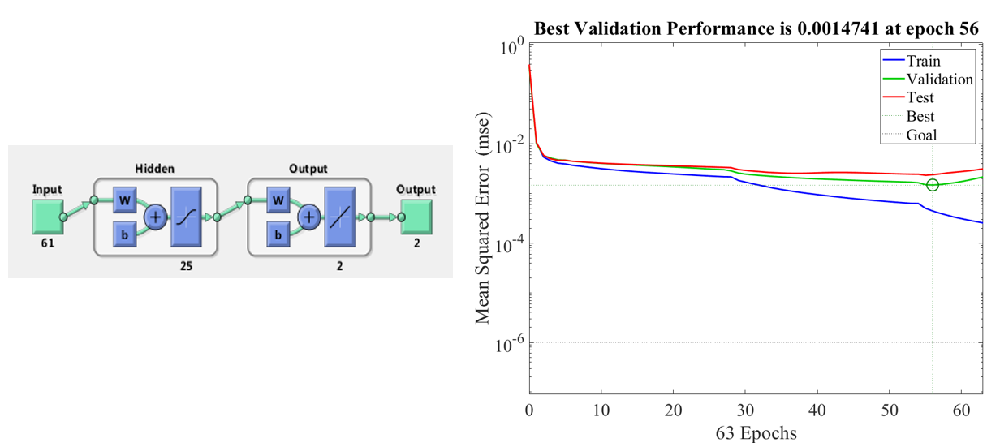 Hidden
Output
Input
Output
W
b
+
W
b
+
61
25
2
2
Best Validation Performance is 0.0014741 at epoch 56
Mean Squared Error (mse)
10^0
10^-2
10^-4
10^-6
Train
Validation
Test
Best
Goal
0 10 20 30 40 50 60
63 Epochs